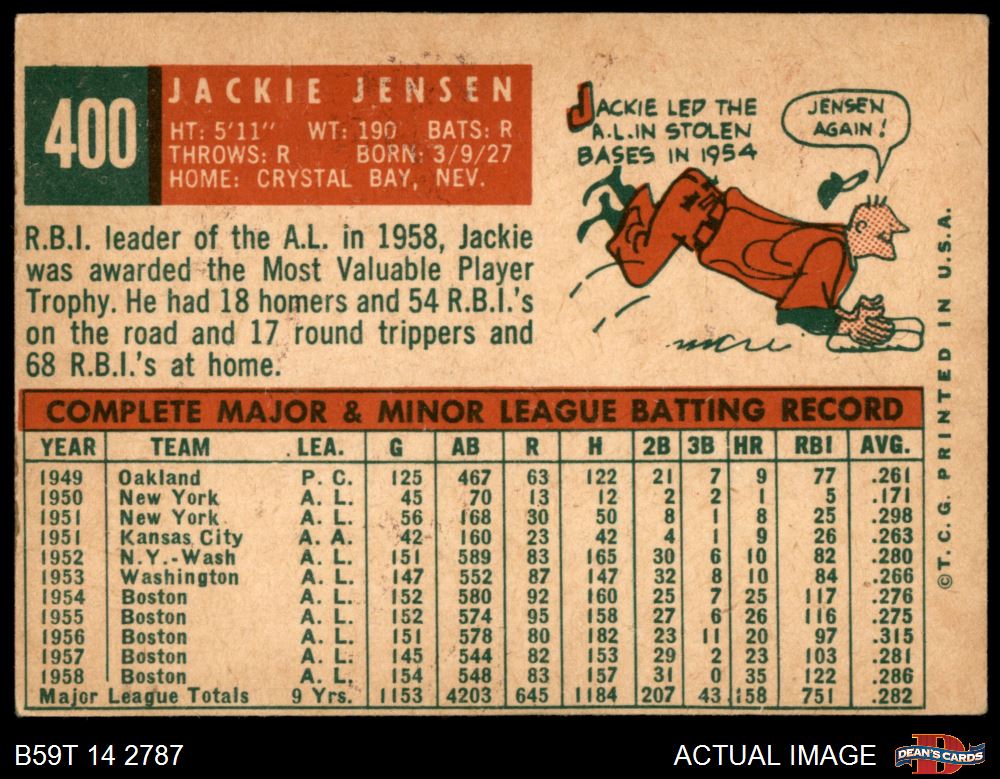 400
JACKIE JENSEN
HT: 5'11" WT: 190 BATS: R
THROWS: R BORN: 3/9/27
HOME: CRYSTAL BAY, NEV.
JACKIE LED THE
A.L. IN STOLEN
BASES IN 1954
JENSEN
AGAIN!
R.B.I. leader of the A.L. in 1958, Jackie
was awarded the Most Valuable Player
Trophy. He had 18 homers and 54 R.B.I.'s
on the road and 17 round trippers and
68 R.B.I.'s at home.
COMPLETE MAJOR & MINOR LEAGUE BATTING RECORD
YEAR TEAM LEA. G AB R H 2B 3B HR RBI AVG.
1949 Oakland P. C. 125 467 63 122 21 7 9 77 .261
1950 New York A. L. 45 70 13 12 2 2 1 5 .171
1951 New York A. L. 56 168 30 50 8 1 8 25 .298
1951 Kansas City A. A. 42 160 23 42 4 1 9 26 .263
1952 N.Y.-Wash A. L. 151 589 83 165 30 6 10 82 .280
1953 Washington A. L. 147 552 87 147 32 8 10 84 .266
1954 Boston A. L. 152 580 92 160 25 7 25 117 .276
1955 Boston A. L. 152 574 95 158 27 6 26 116 .275
1956 Boston A. L. 151 578 80 182 23 11 20 97 .315
1957 Boston A. L. 145 544 82 153 29 2 23 103 .281
1958 Boston A. L. 154 548 83 157 31 0 35 122 .286
Major League Totals 9 Yrs. 1153 4203 645 1184 207 43 158 751 .282
©T.C.G. PRINTED IN U.S.A.
B59T 14 2787
ACTUAL IMAGE
DEAN'S CARDS